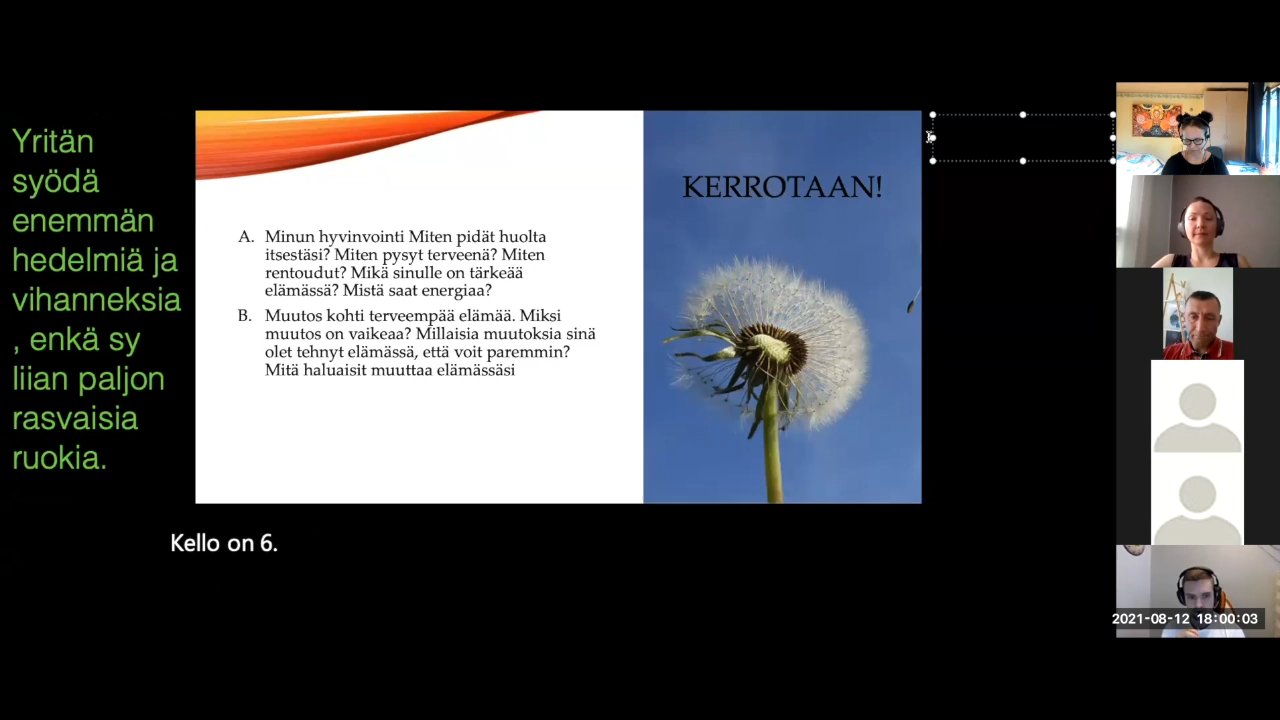 Yritän
syödä
enemmän
hedelmiä ja
vihanneksia
, enkä sy
liian paljon
rasvaisia
ruokia.
KERROTAAN!
A. Minun hyvinvointi Miten pidät huolta
itsestäsi? Miten pysyt terveenä? Miten
rentoudut? Mikä sinulle on tärkeää
elämässä? Mistä saat energiaa?
B. Muutos kohti terveempää elämää. Miksi
muutos on vaikeaa? Millaisia muutoksia sinä
olet tehnyt elämässä, että voit paremmin?
Mitä haluaisit muuttaa elämässäsi
Kello on 6.
2021-08-12 18:00:03